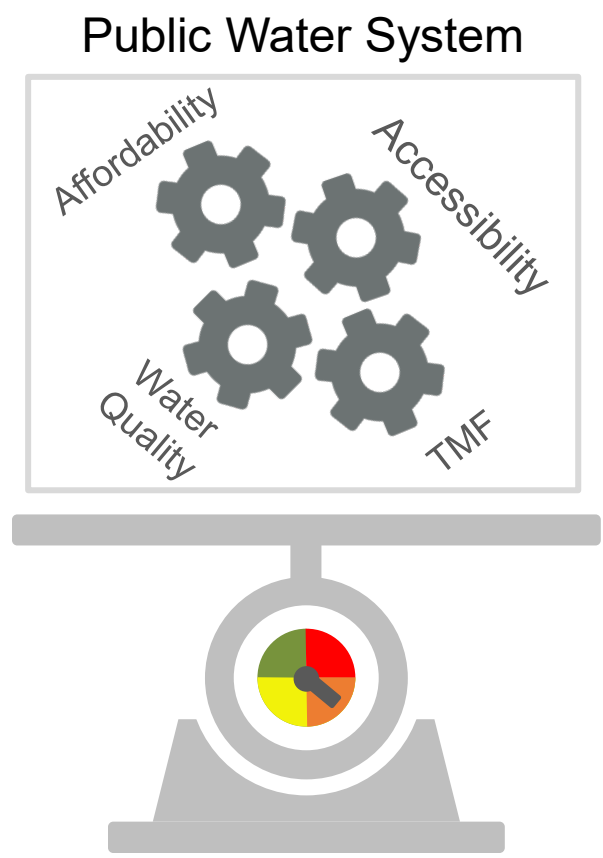 Public Water System
Affordability
Accessibility
Water
Quality
TMF